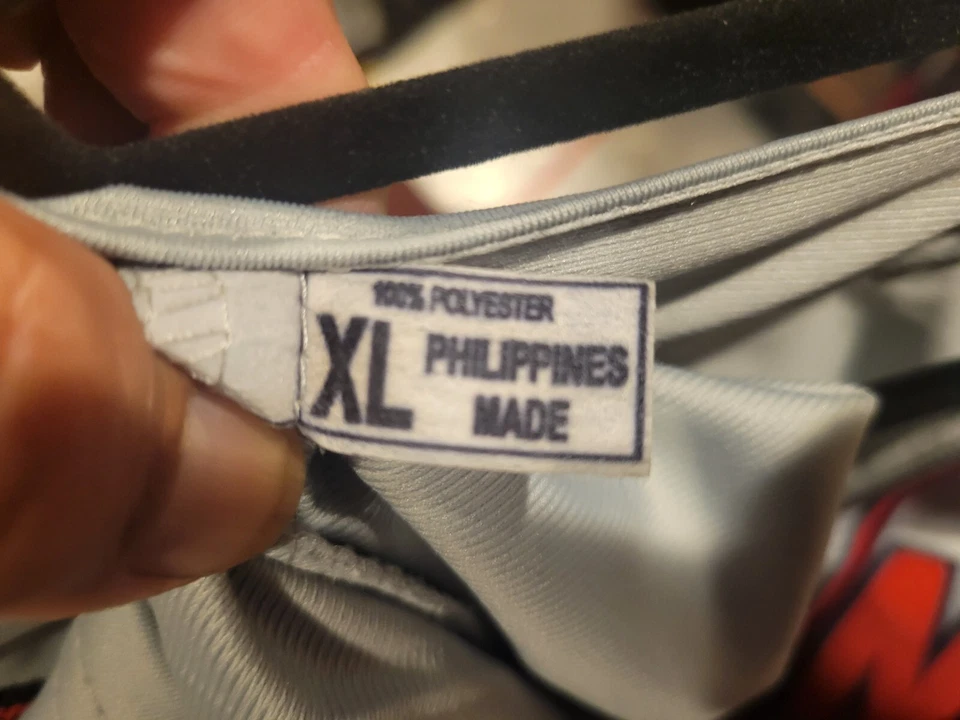 100% POLYESTER
XL
PHILIPPINES
MADE